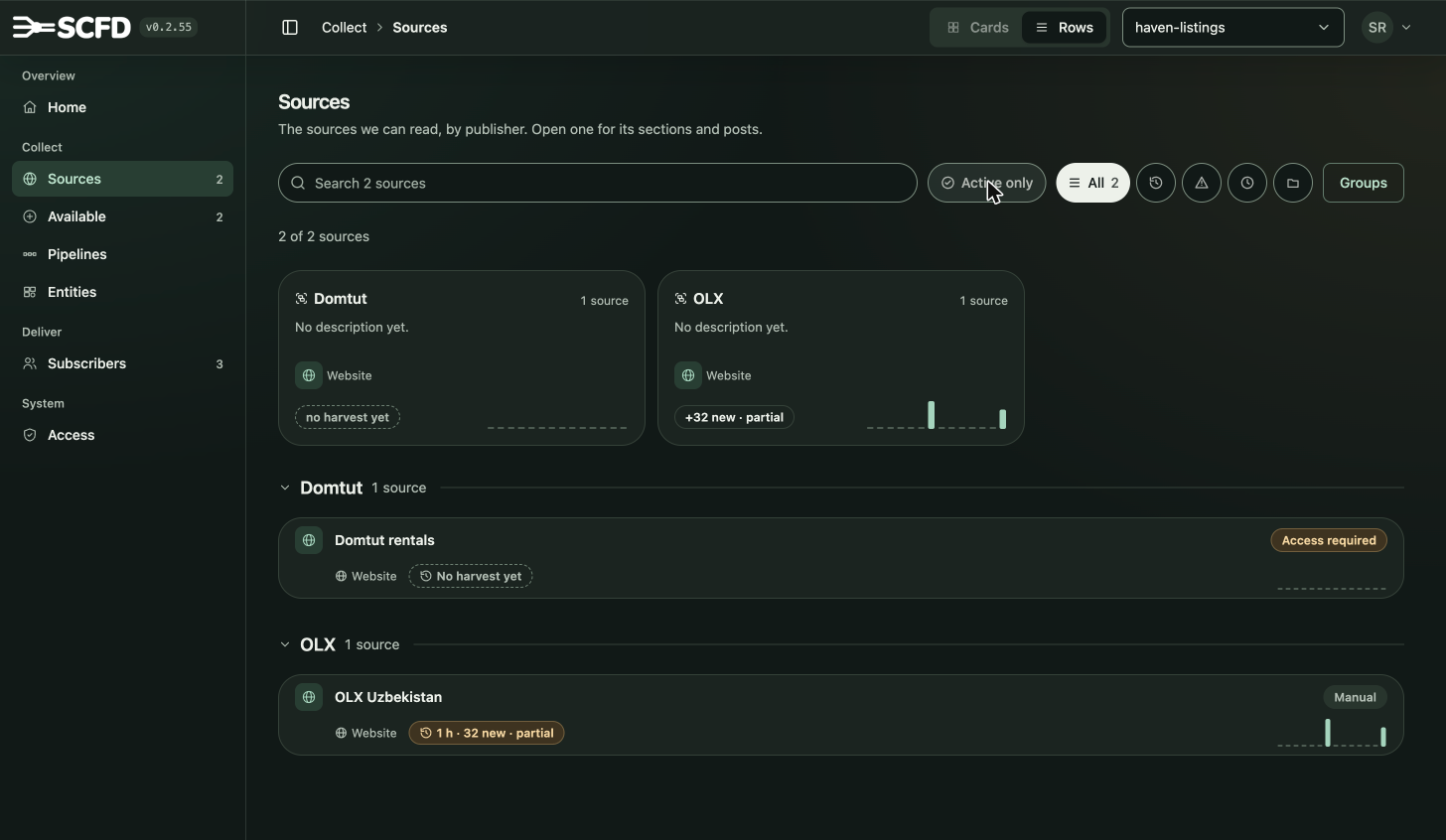 SCFD v0.2.55
Collect > Sources
Cards
Rows
haven-listings
SR
Overview
Home
Collect
Sources 2
Available 2
Pipelines
Entities
Deliver
Subscribers 3
System
Access
Sources
The sources we can read, by publisher. Open one for its sections and posts.
Search 2 sources
Active only
All 2
Groups
2 of 2 sources
Domtut 1 source
No description yet.
Website
no harvest yet
OLX 1 source
No description yet.
Website
+32 new · partial
Domtut 1 source
Domtut rentals Access required
Website No harvest yet
OLX 1 source
OLX Uzbekistan Manual
Website 1 h · 32 new · partial